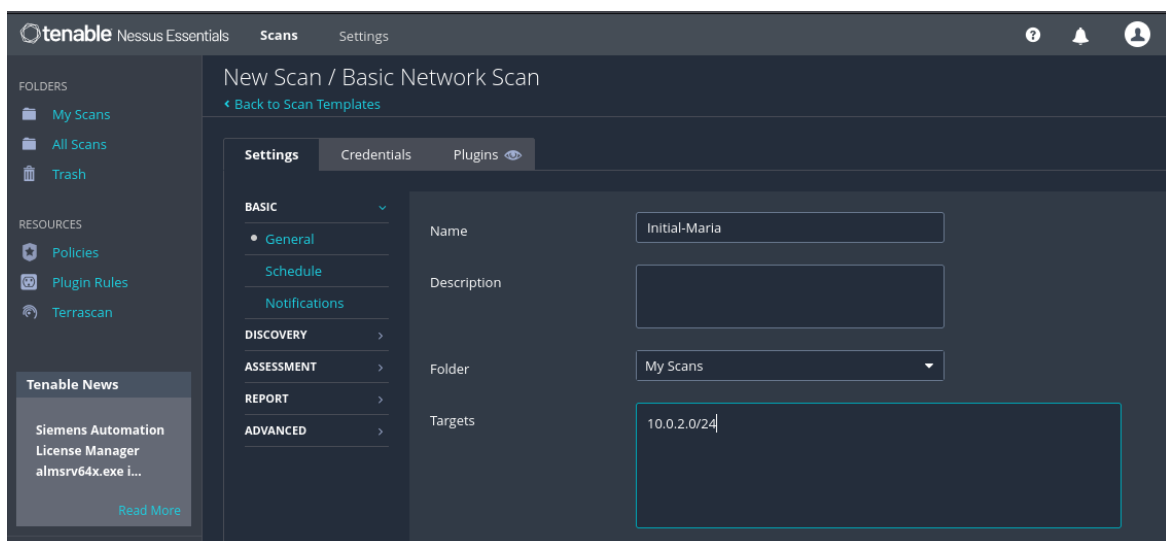 tenable Nessus Essentials Scans Settings
FOLDERS
My Scans
All Scans
Trash
RESOURCES
Policies
Plugin Rules
Terrascan
Tenable News
Siemens Automation
License Manager
almsrv64x.exe i...
Read More
New Scan / Basic Network Scan
Back to Scan Templates
Settings Credentials Plugins
BASIC
General
Schedule
Notifications
DISCOVERY
ASSESSMENT
REPORT
ADVANCED
Name Initial-Maria
Description
Folder My Scans
Targets 10.0.2.0/24